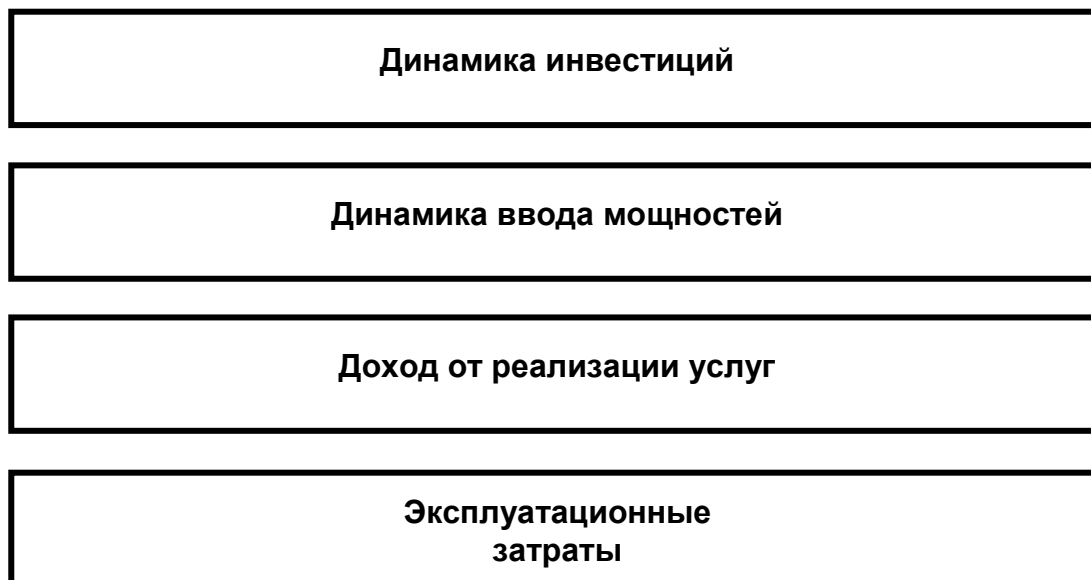 Динамика инвестиций
Динамика ввода мощностей
Доход от реализации услуг
Эксплуатационные
затраты